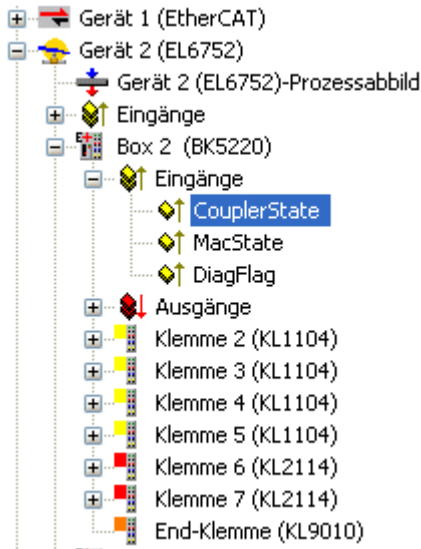 Gerät 1 (EtherCAT)
Gerät 2 (EL6752)
Gerät 2 (EL6752)-Prozessabbild
Eingänge
Box 2 (BK5220)
Eingänge
CouplerState
MacState
DiagFlag
Ausgänge
Klemme 2 (KL1104)
Klemme 3 (KL1104)
Klemme 4 (KL1104)
Klemme 5 (KL1104)
Klemme 6 (KL2114)
Klemme 7 (KL2114)
End-Klemme (KL9010)